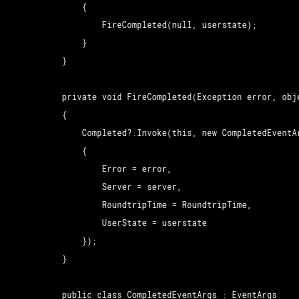 {
FireCompleted(null, userstate);
}
}
private void FireCompleted(Exception error, obje
{
Completed?.Invoke(this, new CompletedEventAr
{
Error = error,
Server = server,
RoundtripTime = RoundtripTime,
UserState = userstate
});
}
public class CompletedEventArgs : EventArgs